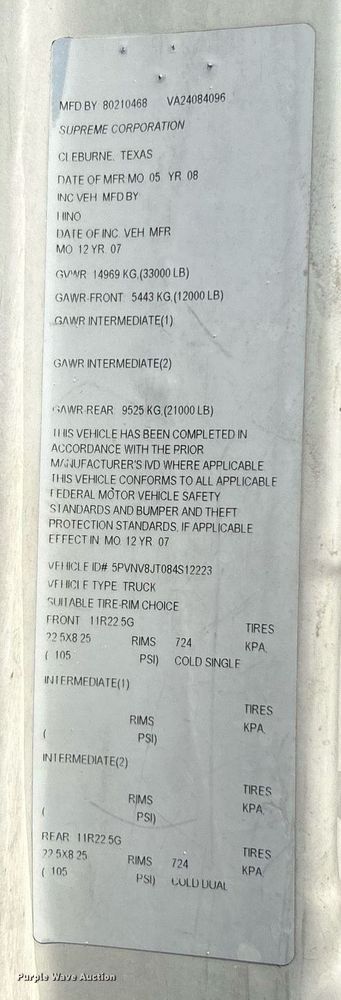 MFD BY 80210468 VA24084096
SUPREME CORPORATION
CLEBURNE, TEXAS
DATE OF MFR MO 05 YR 08
INC VEH MFD BY
HINO
DATE OF INC. VEH MFR
MO 12 YR 07
GVWR 14969 KG,(33000 LB)
GAWR-FRONT 5443 KG,(12000 LB)
GAWR INTERMEDIATE(1)
GAWR INTERMEDIATE(2)
GAWR-REAR 9525 KG,(21000 LB)
THIS VEHICLE HAS BEEN COMPLETED IN
ACCORDANCE WITH THE PRIOR
MANUFACTURER'S IVD WHERE APPLICABLE
THIS VEHICLE CONFORMS TO ALL APPLICABLE
FEDERAL MOTOR VEHICLE SAFETY
STANDARDS AND BUMPER AND THEFT
PROTECTION STANDARDS, IF APPLICABLE
EFFECT IN MO 12 YR 07
VEHICLE ID# 5PVNV8JT084S12223
VEHICLE TYPE TRUCK
SUITABLE TIRE-RIM CHOICE
FRONT 11R22.5G TIRES
22.5X8.25 RIMS 724 KPA,
( 105 PSI) COLD SINGLE
INTERMEDIATE(1)
TIRES
RIMS KPA,
( PSI)
INTERMEDIATE(2)
TIRES
RIMS KPA,
( PSI)
REAR 11R22.5G TIRES
22.5X8.25 RIMS 724 KPA
( 105 PSI) COLD DUAL
Purple Wave Auction